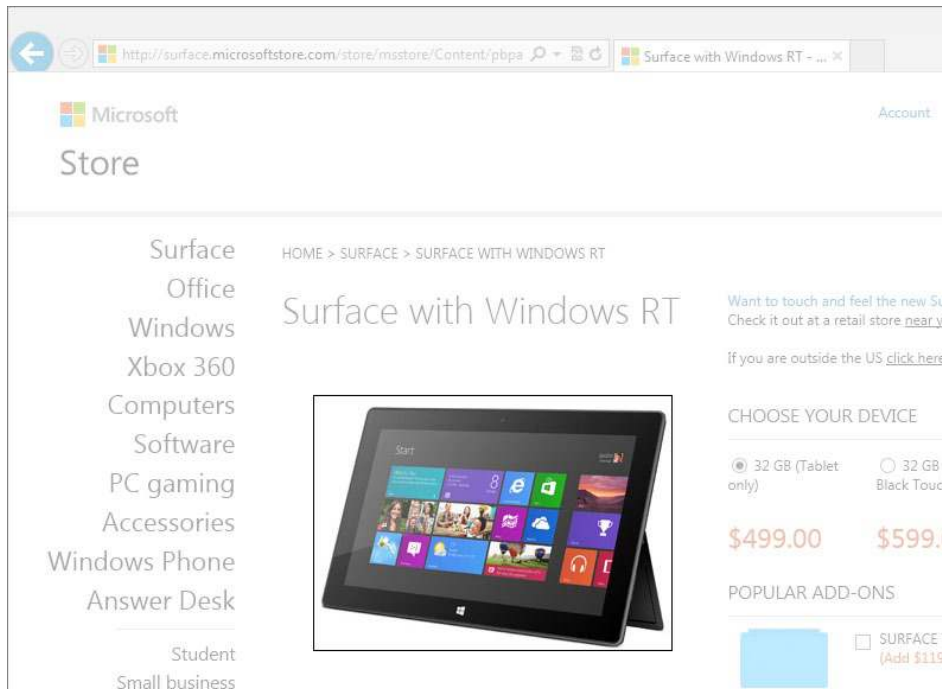 http://surface.microsoftstore.com/store/msstore/Content/pbpa
Surface with Windows RT - ...
Microsoft
Account
Store
Surface
Office
Windows
Xbox 360
Computers
Software
PC gaming
Accessories
Windows Phone
Answer Desk
Student
Small business
HOME > SURFACE > SURFACE WITH WINDOWS RT
Surface with Windows RT
Start
8
Want to touch and feel the new Su
Check it out at a retail store near y
If you are outside the US click here
CHOOSE YOUR DEVICE
32 GB (Tablet
only)
32 GB
Black Touc
$499.00
$599.
POPULAR ADD-ONS
SURFACE
(Add $119